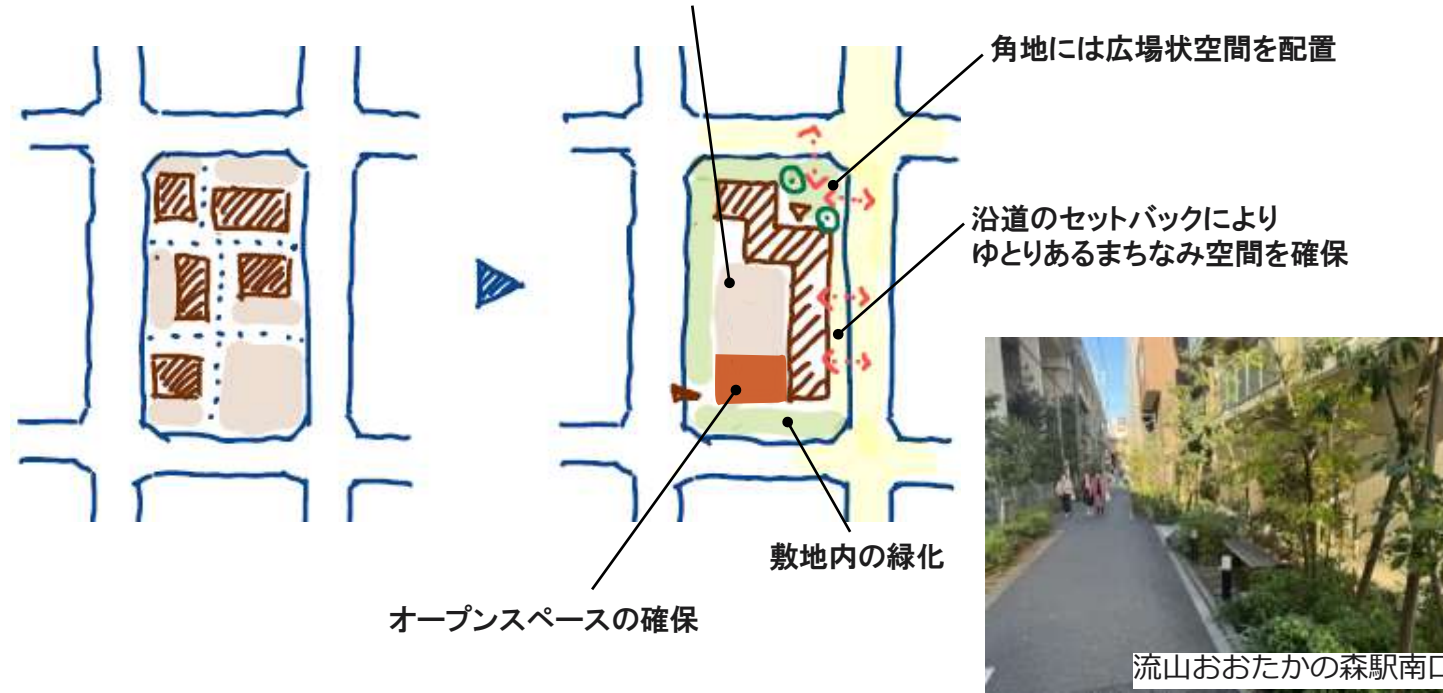 角地には広場状空間を配置
沿道のセットバックにより
ゆとりあるまちなみ空間を確保
敷地内の緑化
オープンスペースの確保
流山おおたかの森駅南口